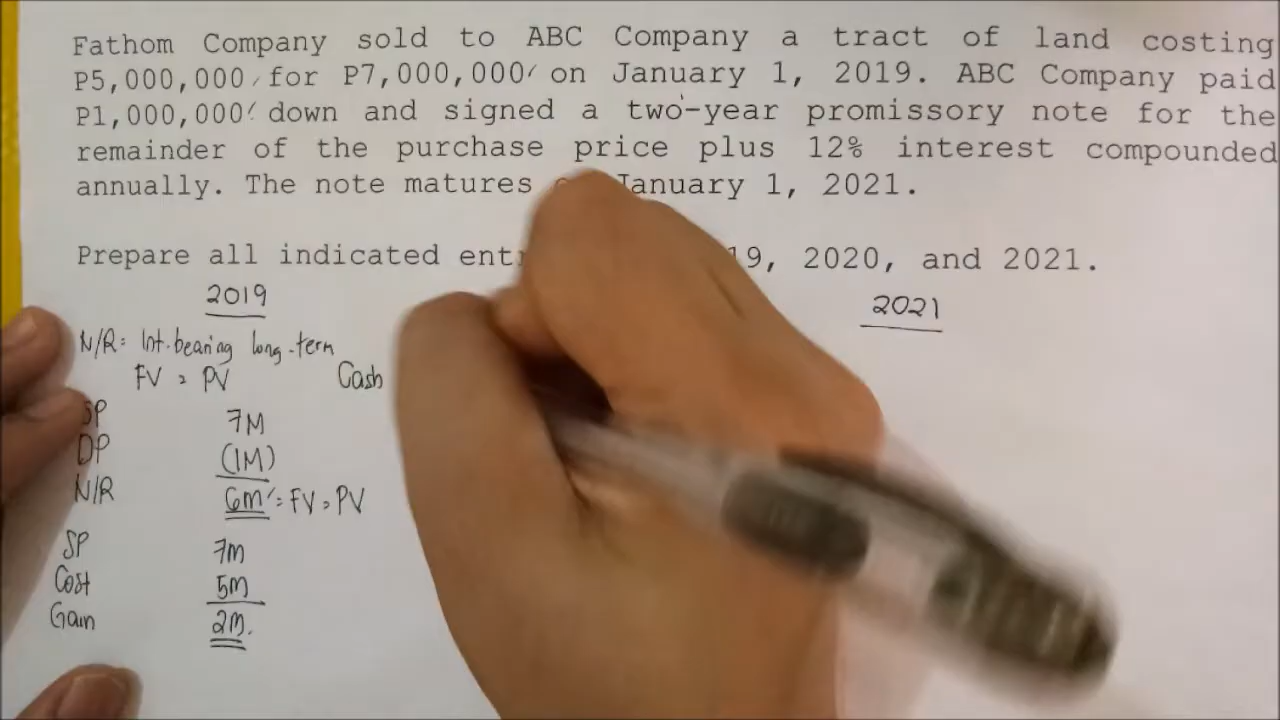 Fathom Company sold to ABC Company a tract of land costing
P5,000,000 for P7,000,000 on January 1, 2019. ABC Company paid
P1,000,000 down and signed a two-year promissory note for the
remainder of the purchase price plus 12% interest compounded
annually. The note matures January 1, 2021.
Prepare all indicated 2020, and 2021.
2019
2021
N/R: Int. bearing long-term
FV = PV
Cash
SP 7M
DP (1M)
N/R 6M = FV = PV
SP 7M
Cost 5M
Gain 2M.